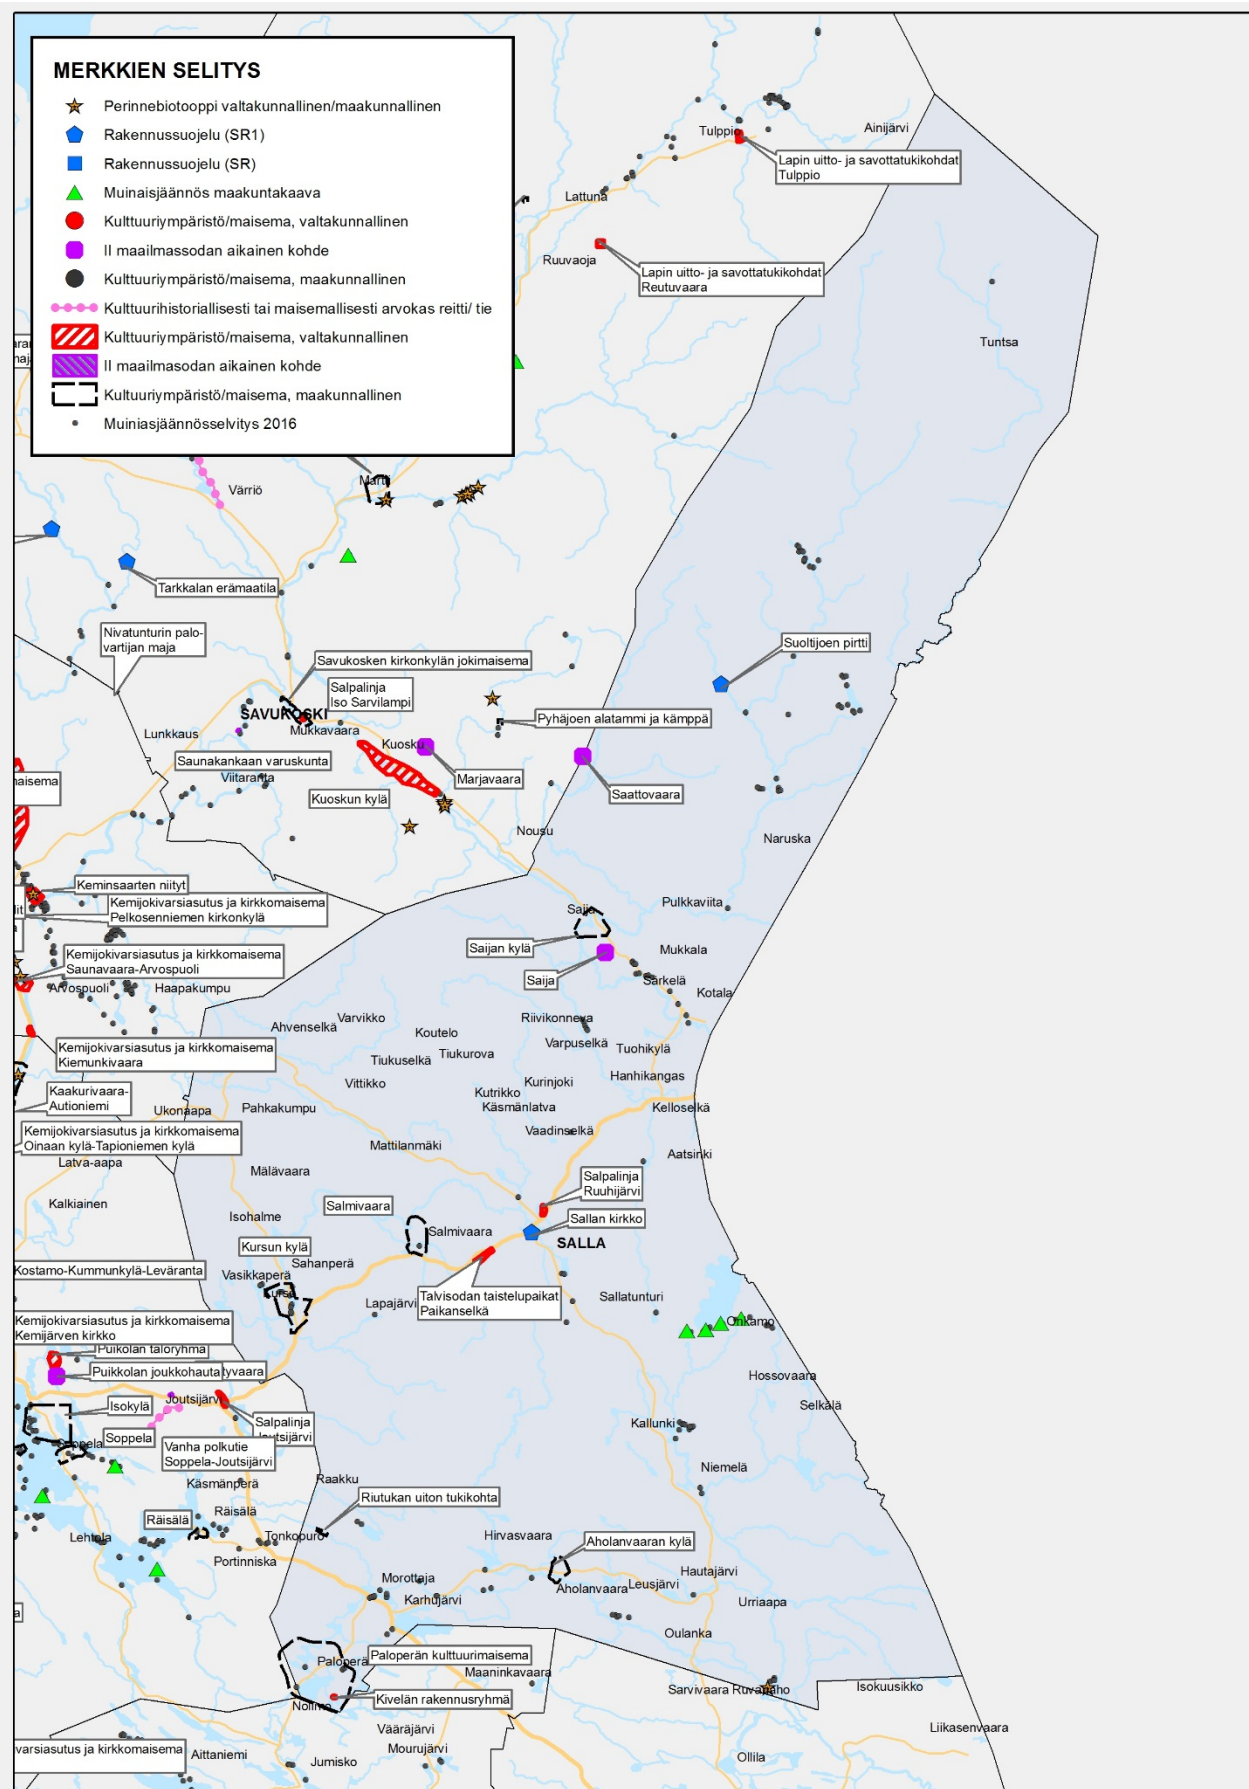 MERKKIEN SELITYS
Perinnebiotooppi valtakunnallinen/maakunnallinen
Rakennussuojelu (SR1)
Rakennussuojelu (SR)
Muinaisjäännös maakuntakaava
Kulttuuriympäristö/maisema, valtakunnallinen
II maailmassodan aikainen kohde
Kulttuuriympäristö/maisema, maakunnallinen
Kulttuurihistoriallisesti tai maisemallisesti arvokas reitti/ tie
Kulttuuriympäristö/maisema, valtakunnallinen
II maailmasodan aikainen kohde
Kultuuriympäristö/maisema, maakunnallinen
Muiniasjäännösselvitys 2016
Tulppio
Ainijärvi
Lapin uitto- ja savottatukikohdat
Tulppio
Lattuna
Ruuvaoja
Lapin uitto- ja savottatukikohdat
Reutuvaara
Tuntsa
Martti
Värriö
Tarkkalan erämaatila
Nivatunturin palo-
vartijan maja
Suoltijoen pirtti
Savukosken kirkonkylän jokimaisema
Salpalinja
Iso Sarvilampi
SAVUKOSKI
Mukkavaara
Pyhäjoen alatammi ja kämppä
Lunkkaus
Kuosku
Saunakankaan varuskunta
Viitaranta
Marjavaara
naisema
Saattovaara
Kuoskun kylä
Nousu
Naruska
Keminsaarten niityt
Kemijokivarsiasutus ja kirkkomaisema
Pelkosenniemen kirkonkylä
Pulkkaviita
Saija
Saijan kylä
Mukkala
Kemijokivarsiasutus ja kirkkomaisema
Saunavaara-Arvospuoli
Saija
Särkelä
Arvospuoli
Haapakumpu
Kotala
Varvikko
Riivikonneva
Ahvenselkä
Koutelo
Varpuselkä
Kemijokivarsiasutus ja kirkkomaisema
Kiemunkivaara
Tiukuselkä
Tiukurova
Tuohikylä
Vittikko
Kurinjoki
Hanhikangas
Kaakurivaara-
Autioniemi
Kutrikko
Ukonaapa
Pahkakumpu
Käsmänlatva
Kelloselkä
Kemijokivarsiasutus ja kirkkomaisema
Oinaan kylä-Tapioniemen kylä
Vaadinselkä
Mattilanmäki
Aatsinki
Latva-aapa
Mälävaara
Salpalinja
Ruuhijärvi
Kalkiainen
Salmivaara
Isohalme
Sallan kirkko
Salmivaara
SALLA
Kursun kylä
Sahanperä
Kostamo-Kummunkylä-Leväranta
Vasikkaperä
Kursu
Talvisodan taistelupaikat
Paikanselkä
Lapajärvi
Sallatunturi
Kemijokivarsiasutus ja kirkkomaisema
Kemijärven kirkko
Onkamo
Puikolan taloryhmä
Puikkolan joukkohauta
tyvaara
Hossovaara
Isokylä
Joutsijärvi
Selkälä
Soppela
Salpalinja
Joutsijärvi
Kallunki
Soppela
Vanha polkutie
Soppela-Joutsijärvi
Niemelä
Käsmänperä
Raakku
Riutukan uiton tukikohta
Räisälä
Räisälä
Lehtola
Tonkopuro
Hirvasvaara
Aholanvaaran kylä
Portinniska
Hautajärvi
Morottaja
Aholanvaara
Leusjärvi
Karhujärvi
Urriaapa
Oulanka
Paloperä
Paloperän kulttuurimaisema
Maaninkavaara
Sarvivaara
Ruvanaho
Isokuusikko
Nolimo
Kivelän rakennusryhmä
Vääräjärvi
Liikasenvaara
varsiasutus ja kirkkomaisema
Aittaniemi
Mourujärvi
Jumisko
Ollila